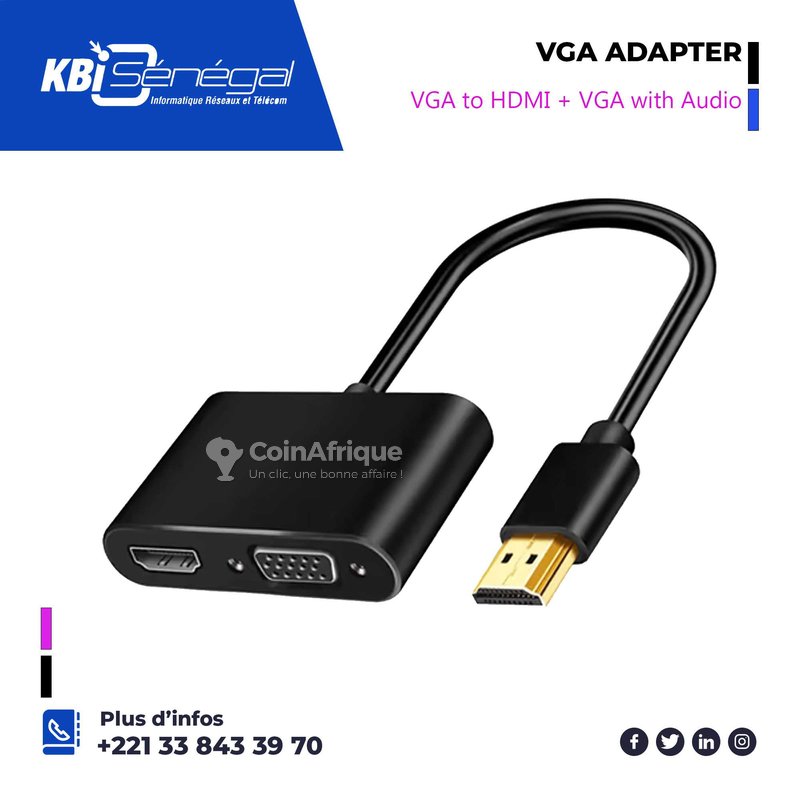 KBi Sénégal
Informatique Réseaux et Télécom
VGA ADAPTER
VGA to HDMI + VGA with Audio
CoinAfrique
Un clic, une bonne affaire !
Plus d’infos
+221 33 843 39 70